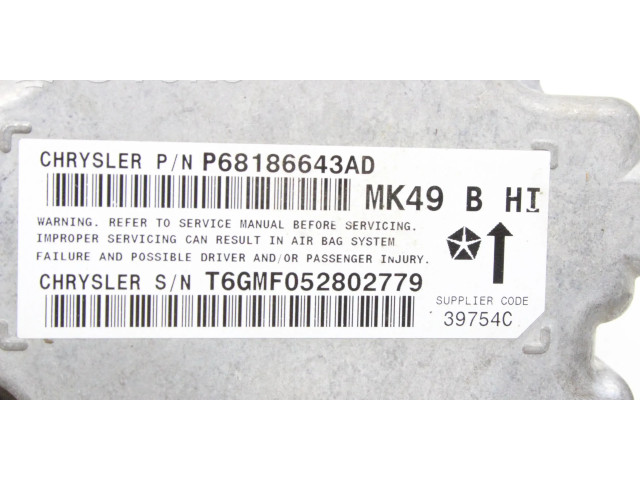 CHRYSLER P/N P68186643AD
MK49 B HI
WARNING. REFER TO SERVICE MANUAL BEFORE SERVICING.
IMPROPER SERVICING CAN RESULT IN AIR BAG SYSTEM
FAILURE AND POSSIBLE DRIVER AND/OR PASSENGER INJURY.
CHRYSLER S/N T6GMF052802779
SUPPLIER CODE
39754C